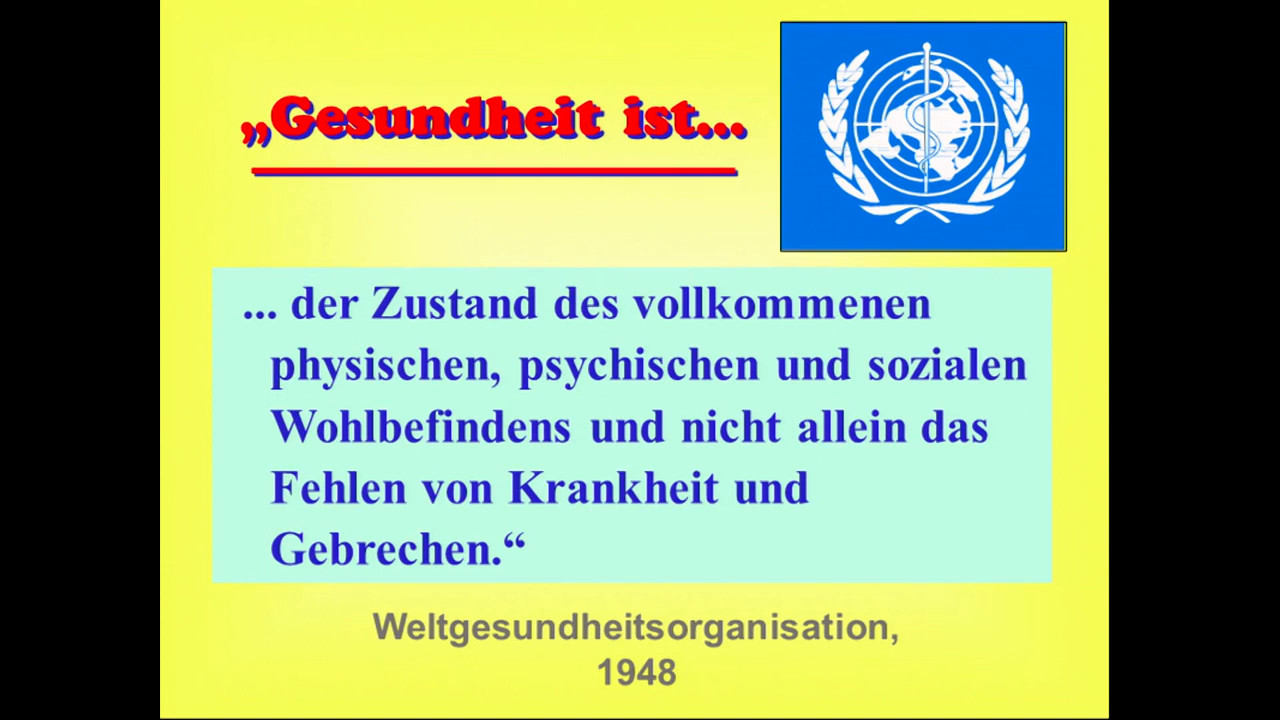 „Gesundheit ist...
... der Zustand des vollkommenen
physischen, psychischen und sozialen
Wohlbefindens und nicht allein das
Fehlen von Krankheit und
Gebrechen.“
Weltgesundheitsorganisation,
1948